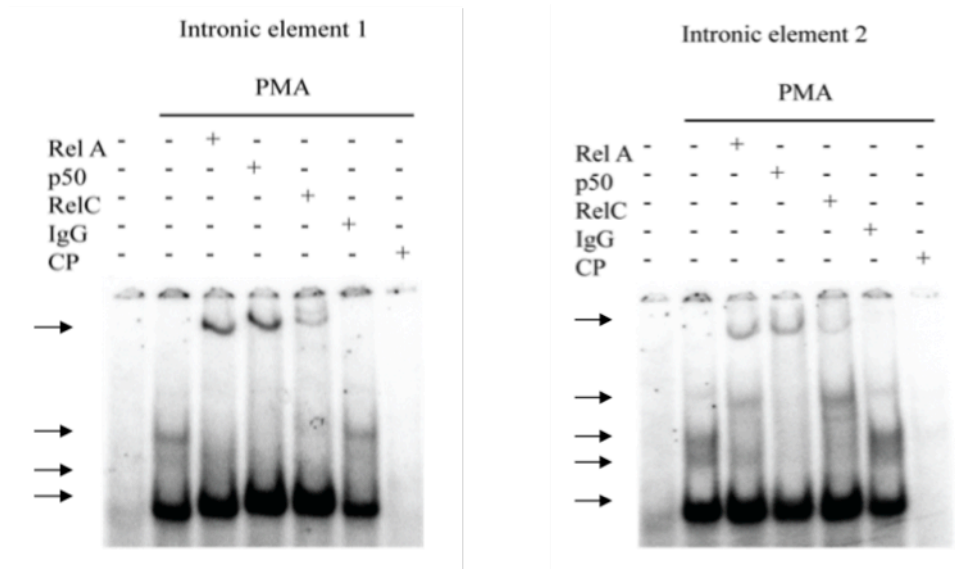 Intronic element 1
PMA
Rel A - - + - - - -
p50 - - - + - - -
RelC - - - - + - -
IgG - - - - - + -
CP - - - - - - +
Intronic element 2
PMA
Rel A - - + - - - -
p50 - - - + - - -
RelC - - - - + - -
IgG - - - - - + -
CP - - - - - - +